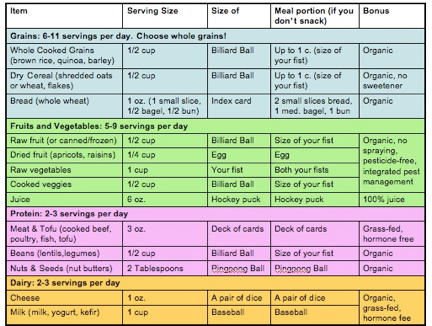 Item Serving Size Size of Meal portion (if you don't snack) Bonus
Grains: 6-11 servings per day. Choose whole grains!
Whole Cooked Grains (brown rice, quinoa, barley) 1/2 cup Billiard Ball Up to 1 c. (size of your fist) Organic
Dry Cereal (shredded oats or wheat, flakes) 1/2 cup Billiard Ball Up to 1 c. (size of your fist) Organic, no sweetener
Bread (whole wheat) 1 oz. (1 small slice, 1/2 bagel, 1/2 bun) Index card 2 small slices bread, 1 med. bagel, 1 bun Organic
Fruits and Vegetables: 5-9 servings per day
Raw fruit (or canned/frozen) 1/2 cup Billiard Ball Size of your fist Organic, no spraying, pesticide-free, integrated pest management
Dried fruit (apricots, raisins) 1/4 cup Egg Egg
Raw vegetables 1 cup Your fist Both your fists
Cooked veggies 1/2 cup Billiard Ball Size of your fist
Juice 6 oz. Hockey puck Hockey puck 100% juice
Protein: 2-3 servings per day
Meat & Tofu (cooked beef, poultry, fish, tofu) 3 oz. Deck of cards Deck of cards Grass-fed, hormone free
Beans (lentils,legumes) 1/2 cup Billiard Ball Size of your fist Organic
Nuts & Seeds (nut butters) 2 Tablespoons Pingpong Ball Pingpong Ball Organic
Dairy: 2-3 servings per day
Cheese 1 oz. A pair of dice A pair of dice Organic, grass-fed, hormone free
Milk (milk, yogurt, kefir) 1 cup Baseball Baseball